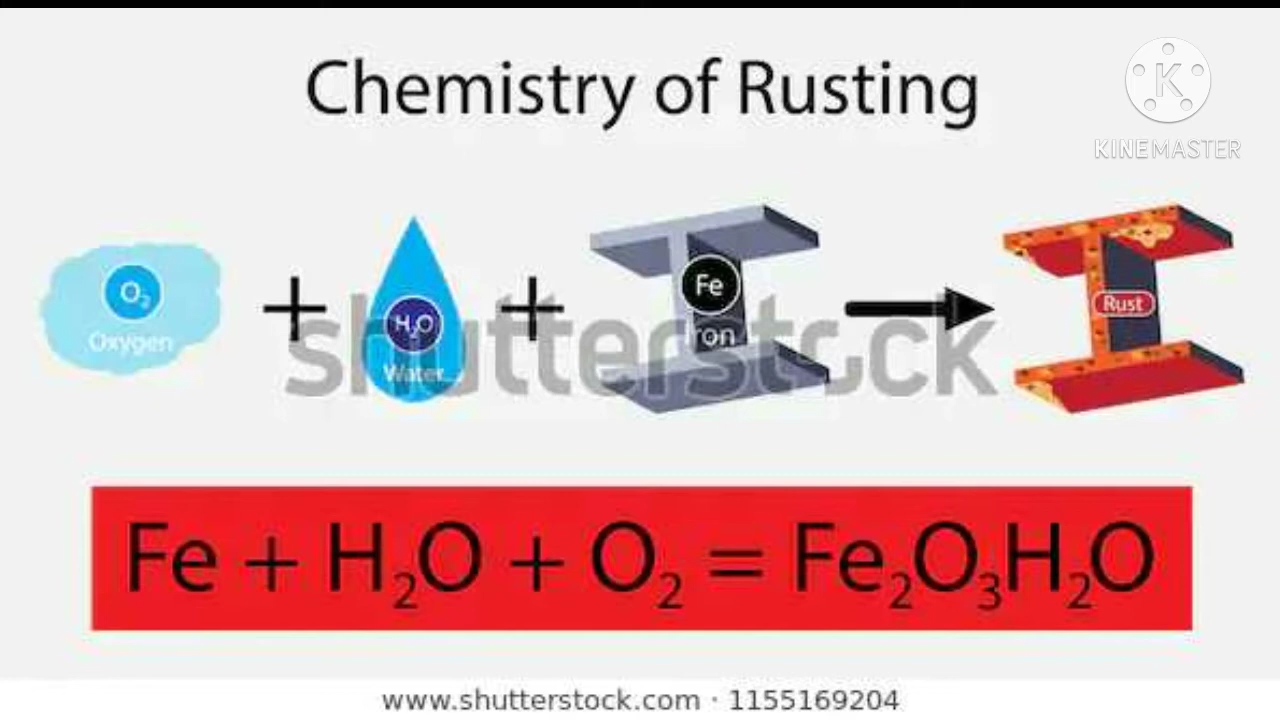 Chemistry of Rusting
K
KINEMASTER
O₂
Oxygen
+
H₂O
Water
+
Fe
Iron
Rust
shutterstock
Fe + H₂O + O₂ = Fe₂O₃H₂O
www.shutterstock.com · 1155169204